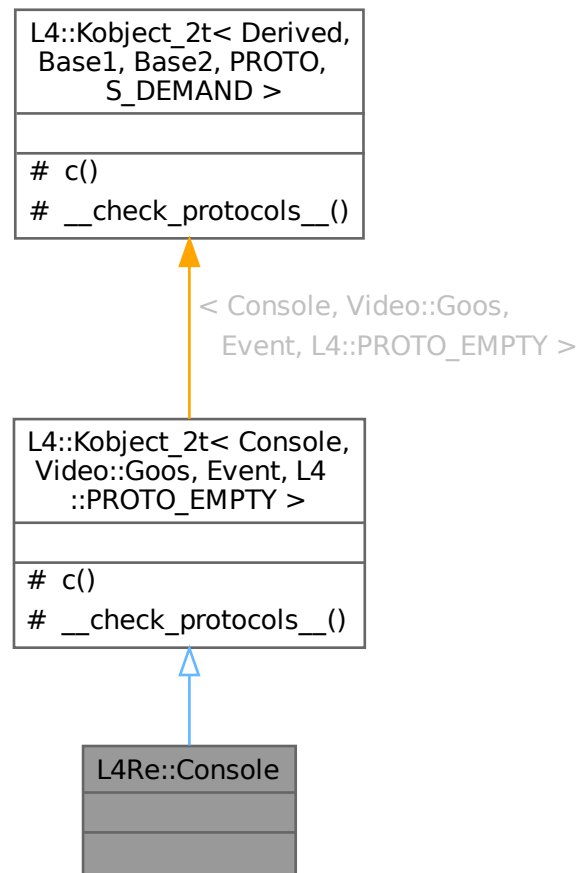 L4::Kobject_2t< Derived,
Base1, Base2, PROTO,
S_DEMAND >
# c()
# __check_protocols__()
< Console, Video::Goos,
Event, L4::PROTO_EMPTY >
L4::Kobject_2t< Console,
Video::Goos, Event, L4
::PROTO_EMPTY >
# c()
# __check_protocols__()
L4Re::Console